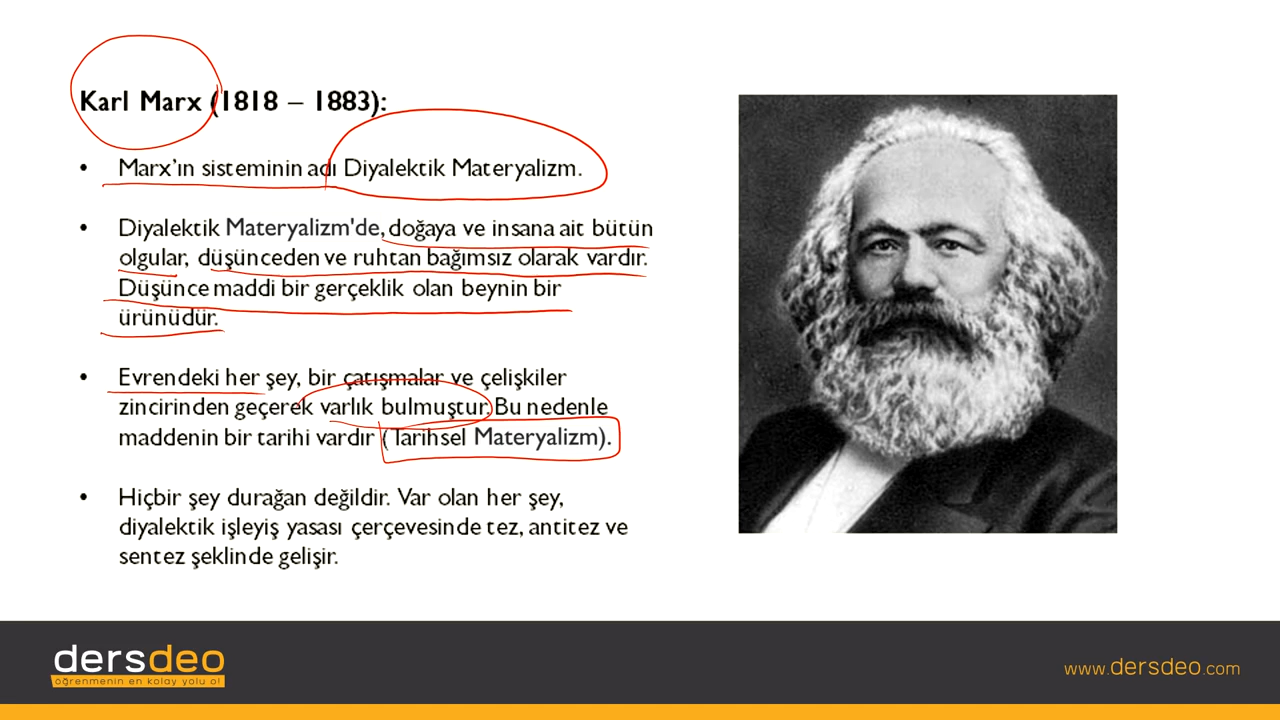 Karl Marx (1818 – 1883):
• Marx’ın sisteminin adı Diyalektik Materyalizm.
• Diyalektik Materyalizm'de, doğaya ve insana ait bütün
olgular, düşünceden ve ruhtan bağımsız olarak vardır.
Düşünce maddi bir gerçeklik olan beynin bir
ürünüdür.
• Evrendeki her şey, bir çatışmalar ve çelişkiler
zincirinden geçerek varlık bulmuştur. Bu nedenle
maddenin bir tarihi vardır (Tarihsel Materyalizm).
• Hiçbir şey durağan değildir. Var olan her şey,
diyalektik işleyiş yasası çerçevesinde tez, antitez ve
sentez şeklinde gelişir.
dersdeo
öğrenmenin en kolay yolu o!
www.dersdeo.com